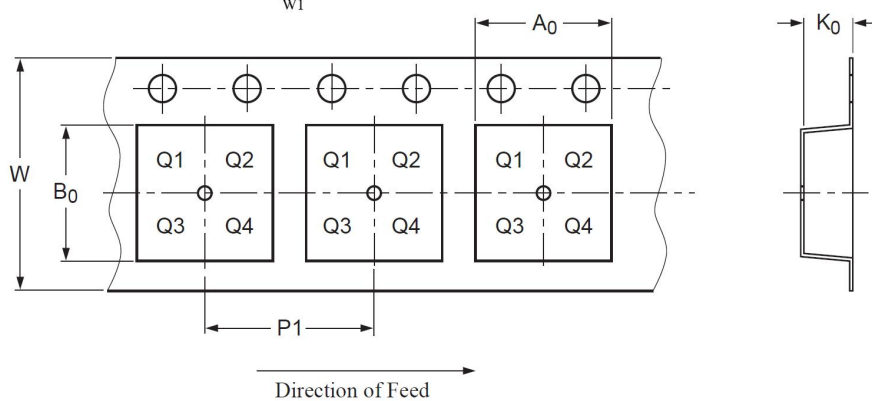 wi
A0
K0
W
B0
Q1 Q2 Q1 Q2 Q1 Q2
Q3 Q4 Q3 Q4 Q3 Q4
P1
Direction of Feed